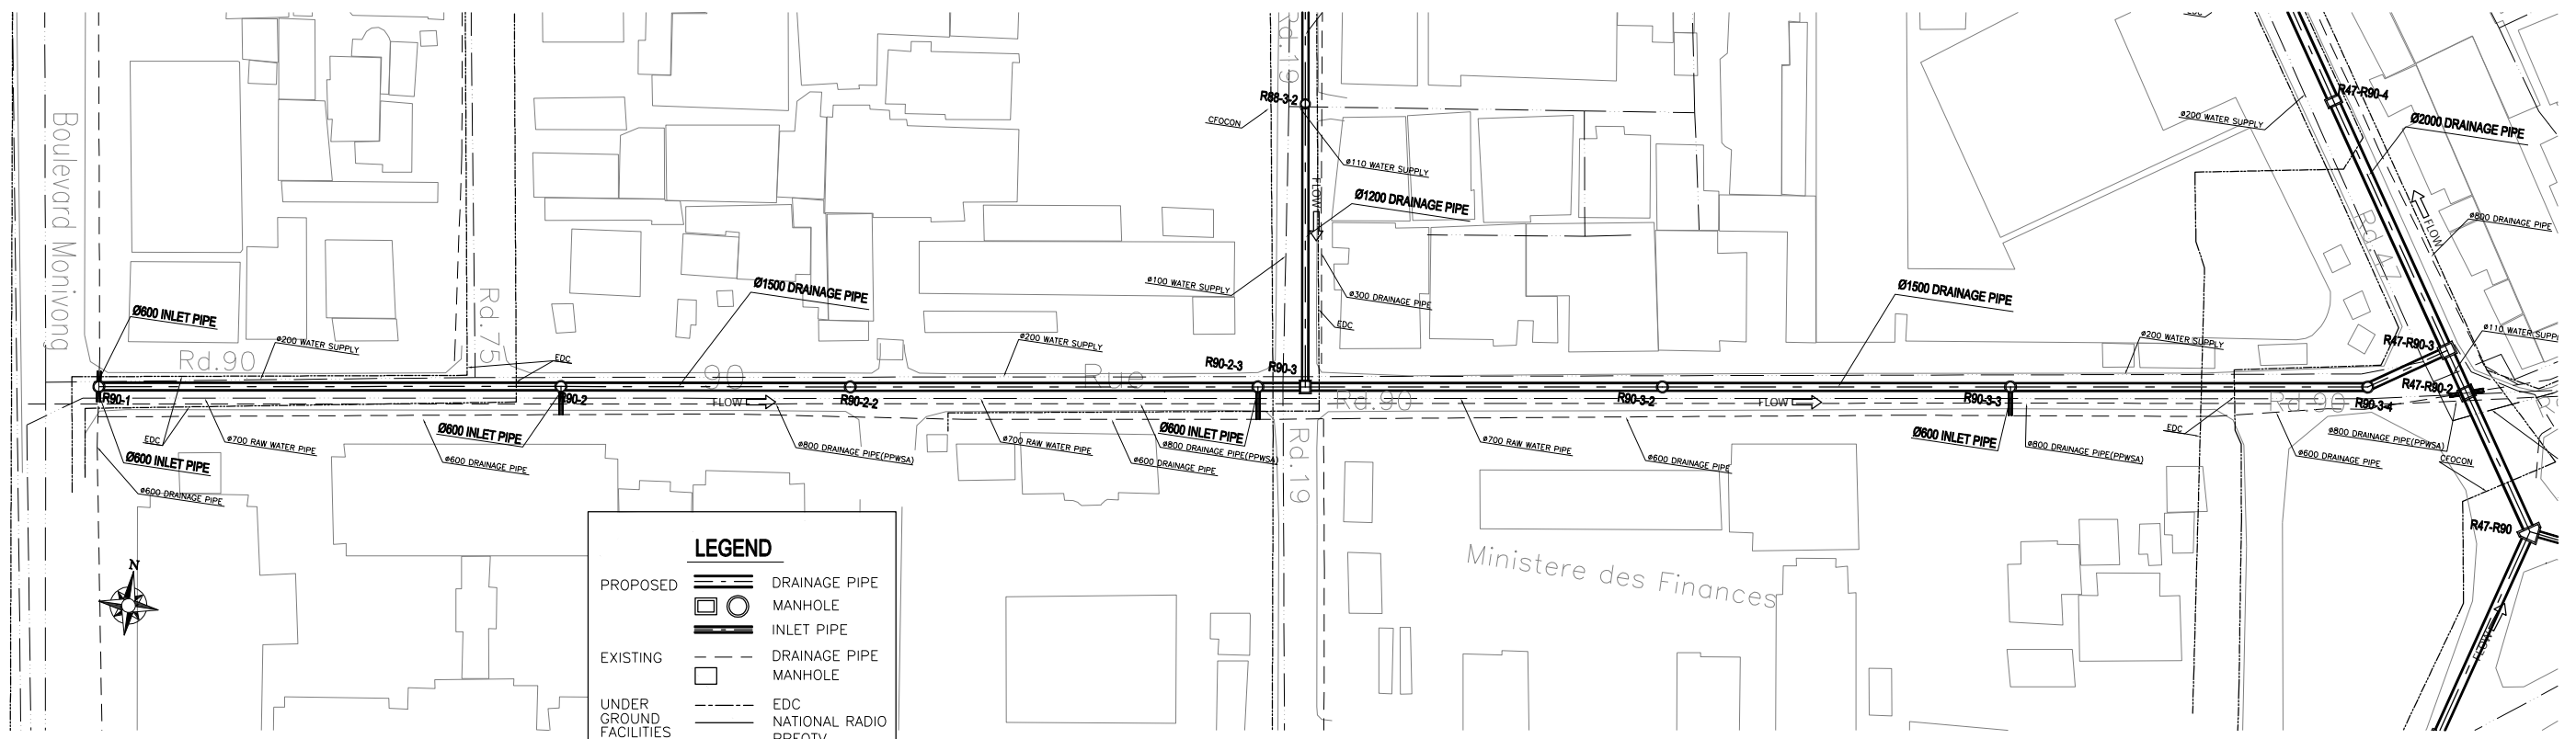 Boulevard Monivong
Rd.90
Rd.75
90
Rue
Rd.19
Rd.90
Rd.19
Rd.90
Ministere des Finances
Ø600 INLET PIPE
ø200 WATER SUPPLY
R90-1
EDC
ø700 RAW WATER PIPE
Ø600 INLET PIPE
ø600 DRAINAGE PIPE
EDC
R90-2
Ø600 INLET PIPE
ø600 DRAINAGE PIPE
Ø1500 DRAINAGE PIPE
FLOW
R90-2-2
ø800 DRAINAGE PIPE(PPWSA)
ø200 WATER SUPPLY
ø700 RAW WATER PIPE
ø600 DRAINAGE PIPE
ø800 DRAINAGE PIPE(PPWSA)
Ø600 INLET PIPE
R90-2-3
R90-3
R88-3-2
CFOCON
ø110 WATER SUPPLY
FLOW
Ø1200 DRAINAGE PIPE
ø100 WATER SUPPLY
ø300 DRAINAGE PIPE
EDC
ø700 RAW WATER PIPE
ø600 DRAINAGE PIPE
R90-3-2
FLOW
Ø1500 DRAINAGE PIPE
R90-3-3
Ø600 INLET PIPE
ø800 DRAINAGE PIPE(PPWSA)
ø200 WATER SUPPLY
EDC
R90-3-4
ø600 DRAINAGE PIPE
ø800 DRAINAGE PIPE(PPWSA)
CFOCON
EDC
R47-R90-4
ø200 WATER SUPPLY
Ø2000 DRAINAGE PIPE
FLOW
ø800 DRAINAGE PIPE
R47-R90-3
ø110 WATER
R47-R90-2
R47-R90
FLOW
N
LEGEND
PROPOSED
DRAINAGE PIPE
MANHOLE
INLET PIPE
EXISTING
DRAINAGE PIPE
MANHOLE
UNDER
GROUND
FACILITIES
EDC
NATIONAL RADIO